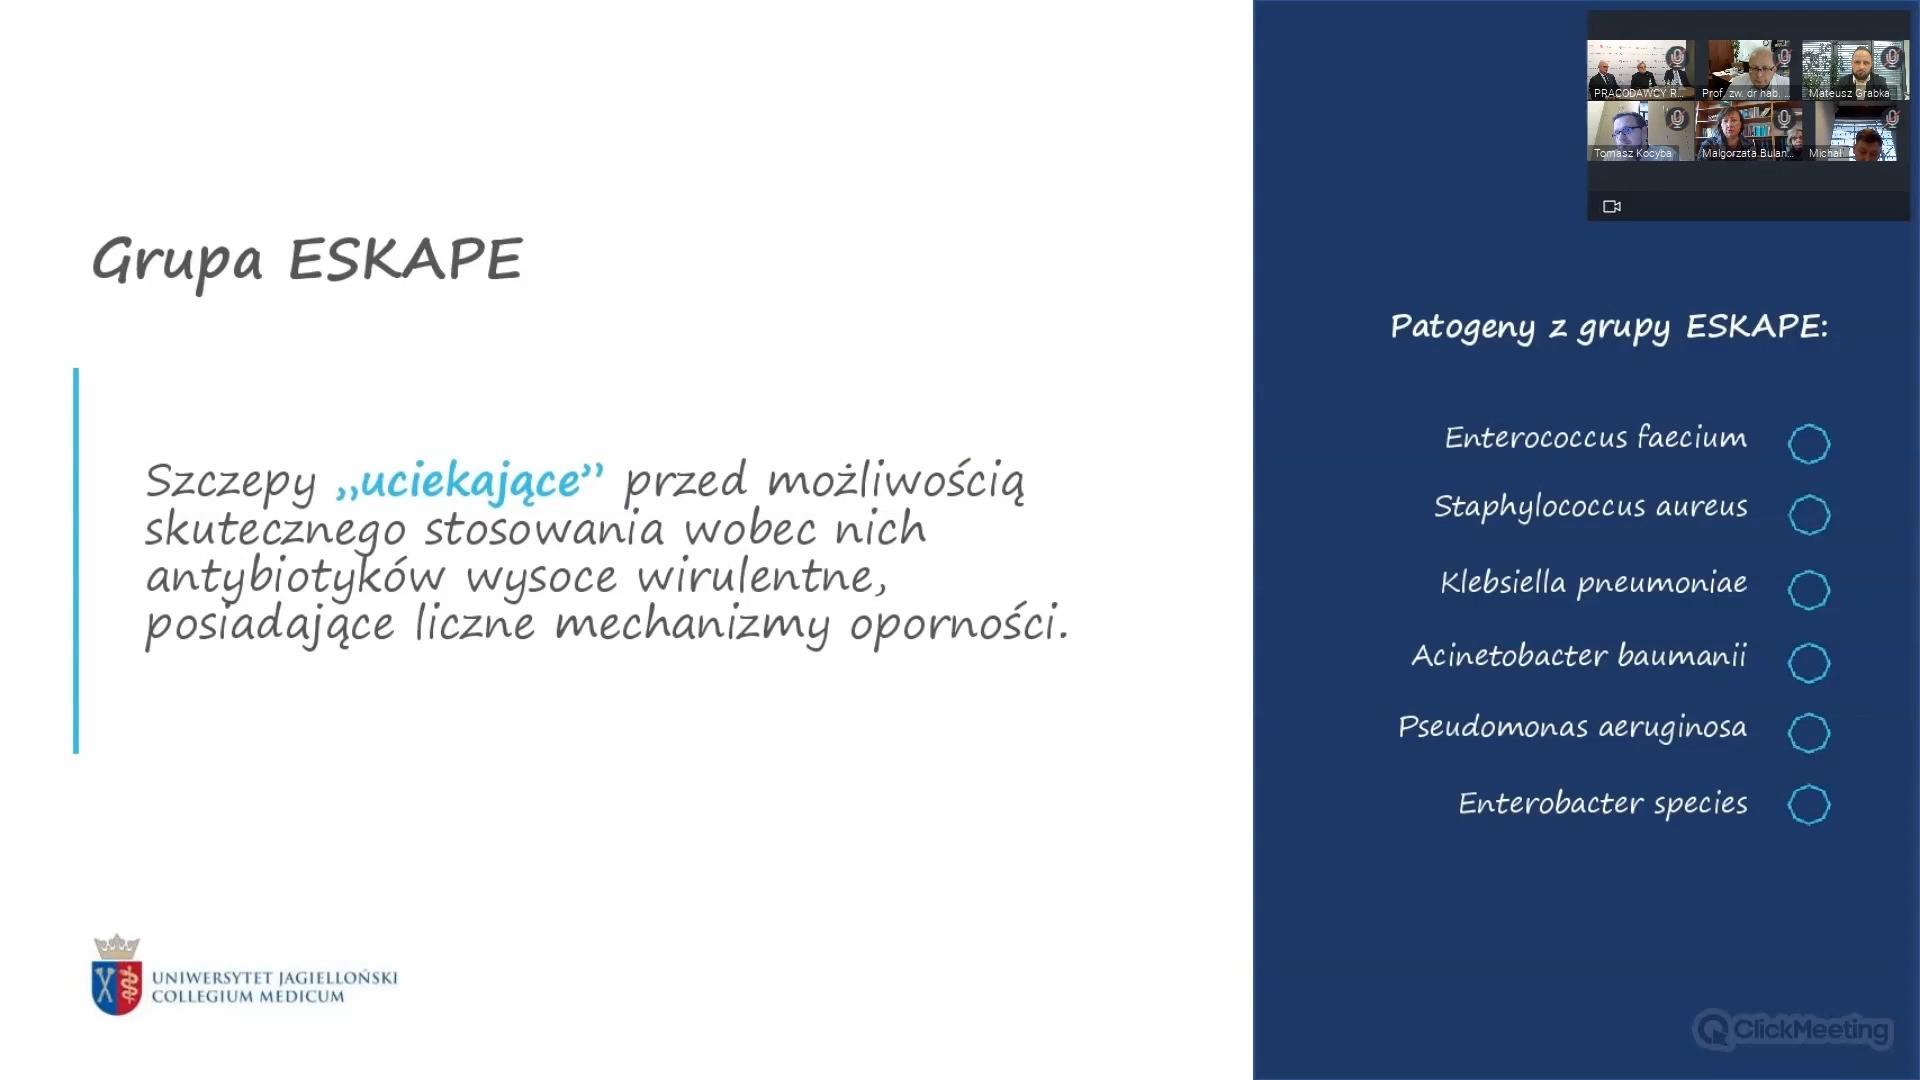 Grupa ESKAPE
Szczepy „uciekające” przed możliwością
skutecznego stosowania wobec nich
antybiotyków wysoce wirulentne,
posiadające liczne mechanizmy oporności.
UNIWERSYTET JAGIELLOŃSKI
COLLEGIUM MEDICUM
PRACODAWCY R...
Prof. zw. dr hab. ...
Mateusz Grabka
Tomasz Kocyba
Malgorzata.Bulan...
Michał
Patogeny z grupy ESKAPE:
Enterococcus faecium
Staphylococcus aureus
Klebsiella pneumoniae
Acinetobacter baumanii
Pseudomonas aeruginosa
Enterobacter species
ClickMeeting